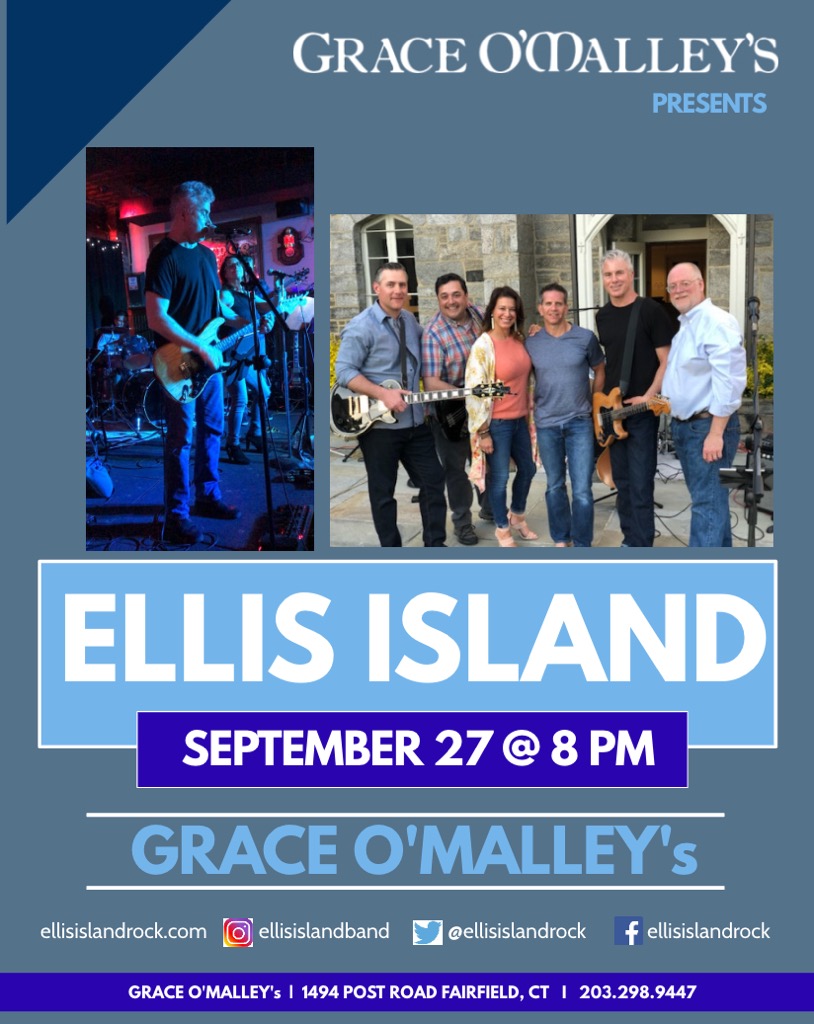 GRACE O'MALLEY'S
PRESENTS
ELLIS ISLAND
SEPTEMBER 27 @ 8 PM
GRACE O'MALLEY's
ellisislandrock.com ellisislandband @ellisislandrock ellisislandrock
GRACE O'MALLEY's | 1494 POST ROAD FAIRFIELD, CT | 203.298.9447